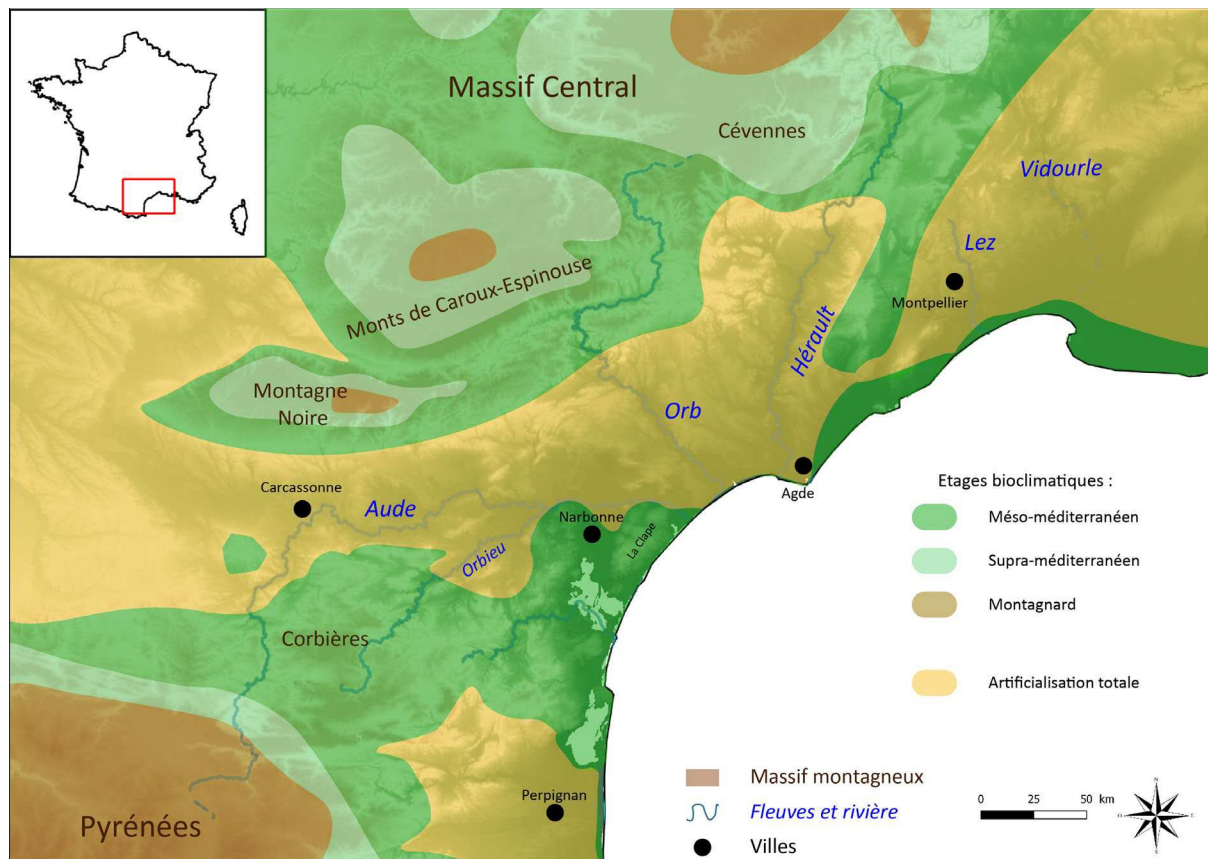 Massif Central
Cévennes
Vidourle
Lez
Montpellier
Monts de Caroux-Espinouse
Hérault
Montagne
Noire
Orb
Agde
Carcassonne
Aude
Narbonne
La Clape
Orbieu
Corbières
Perpignan
Pyrénées
Etages bioclimatiques :
Méso-méditerranéen
Supra-méditerranéen
Montagnard
Artificialisation totale
Massif montagneux
Fleuves et rivière
Villes
0 25 50 km
N
O E
S